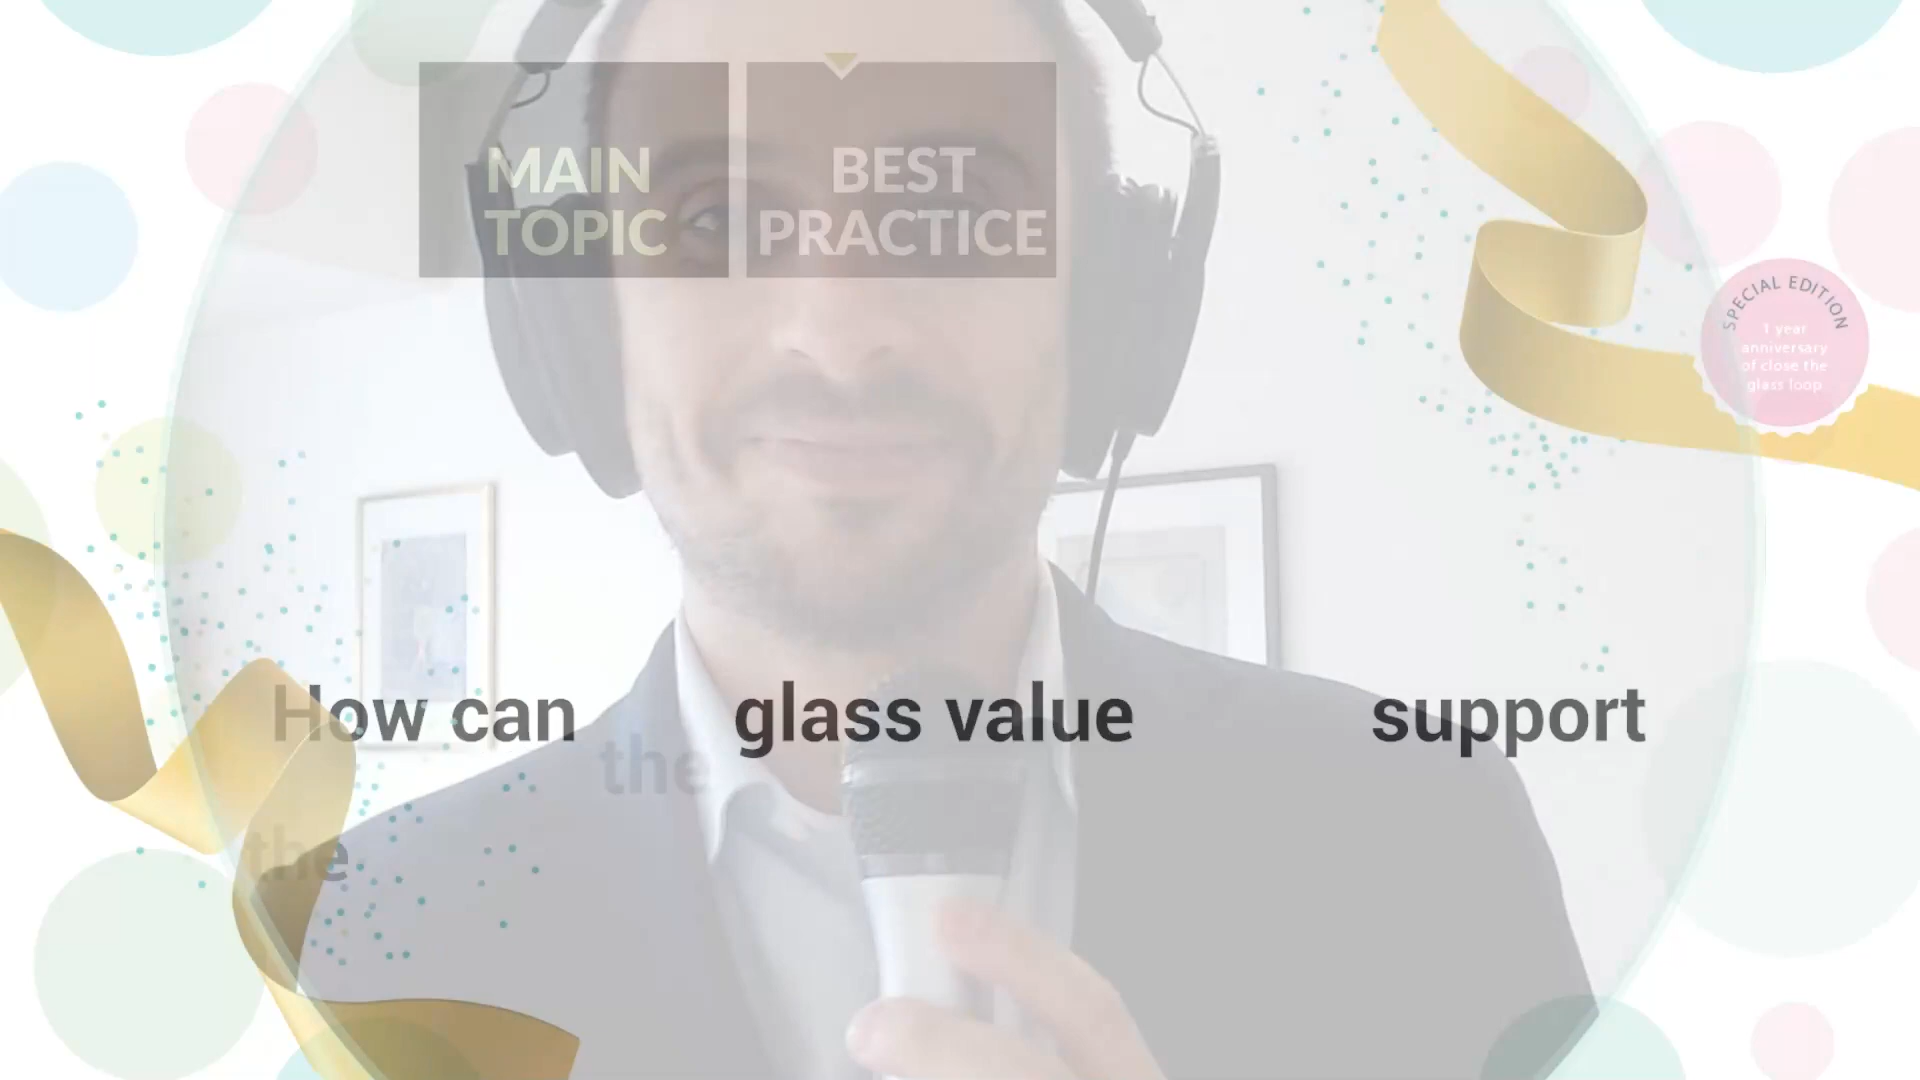 MAIN
TOPIC
BEST
PRACTICE
SPECIAL EDITION
1 year
anniversary
of close the
glass loop
How can the glass value support
the